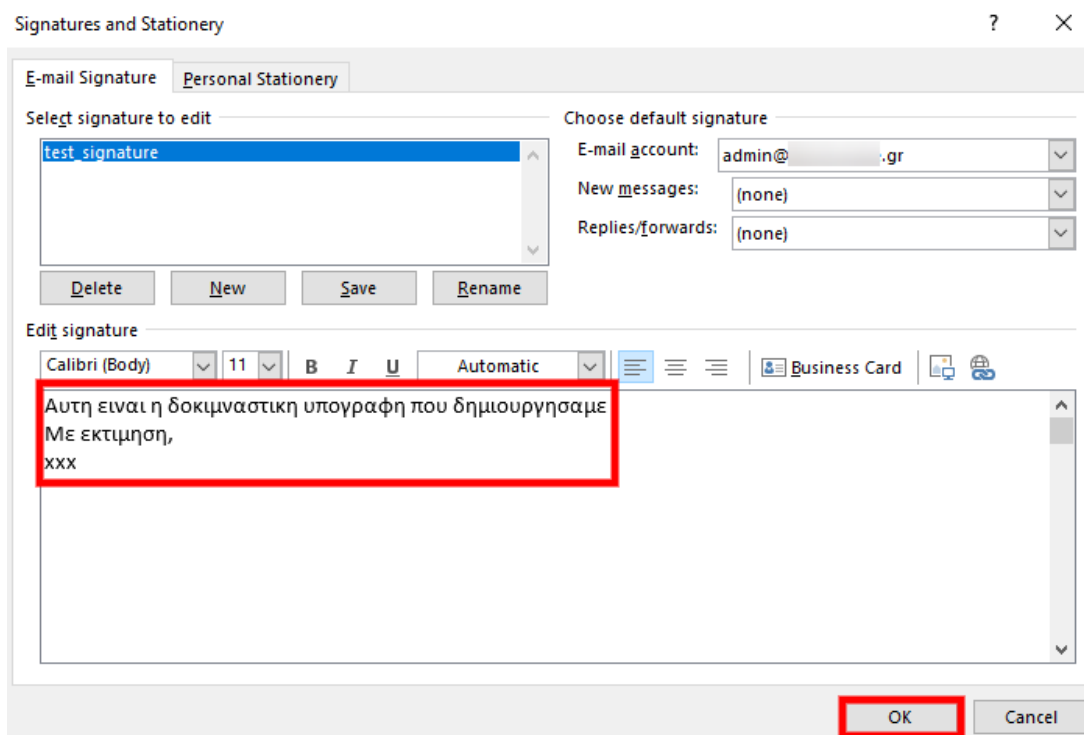 Signatures and Stationery ? ×
E-mail Signature Personal Stationery
Select signature to edit
test_signature
Delete New Save Rename
Choose default signature
E-mail account: admin@ .gr
New messages: (none)
Replies/forwards: (none)
Edit signature
Calibri (Body) 11 B I U Automatic Business Card
Αυτη ειναι η δοκιμναστικη υπογραφη που δημιουργησαμε
Με εκτιμηση,
xxx
OK Cancel